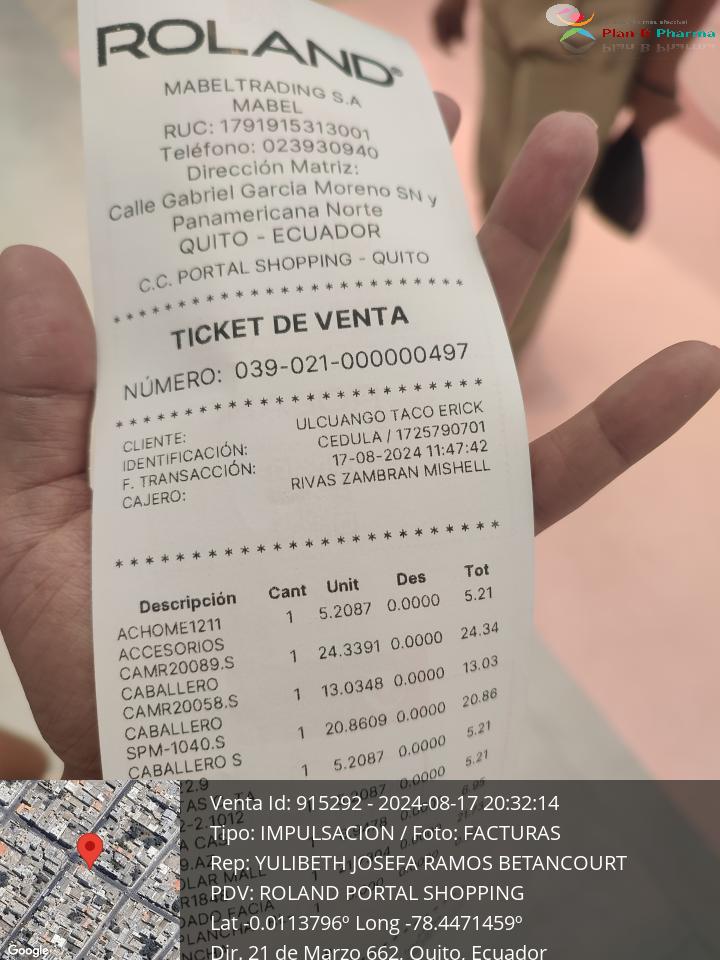 Plan B Pharma
ROLAND®
MABELTRADING S.A
MABEL
RUC: 1791915313001
Teléfono: 023930940
Dirección Matriz:
Calle Gabriel Garcia Moreno SN y
Panamericana Norte
QUITO - ECUADOR
C.C. PORTAL SHOPPING - QUITO
TICKET DE VENTA
NÚMERO: 039-021-000000497
CLIENTE: ULCUANGO TACO ERICK
IDENTIFICACIÓN: CEDULA / 1725790701
F. TRANSACCIÓN: 17-08-2024 11:47:42
CAJERO: RIVAS ZAMBRAN MISHELL
Descripción Cant Unit Des Tot
ACHOME1211 1 5.2087 0.0000 5.21
ACCESORIOS
CAMR20089.S 1 24.3391 0.0000 24.34
CABALLERO
CAMR20058.S 1 13.0348 0.0000 13.03
CABALLERO
SPM-1040.S 1 20.8609 0.0000 20.86
CABALLERO S
1 5.2087 0.0000 5.21
5.21
Venta Id: 915292 - 2024-08-17 20:32:14
Tipo: IMPULSACION / Foto: FACTURAS
Rep: YULIBETH JOSEFA RAMOS BETANCOURT
PDV: ROLAND PORTAL SHOPPING
Lat -0.0113796º Long -78.4471459º
Dir. 21 de Marzo 662, Quito, Ecuador
Google